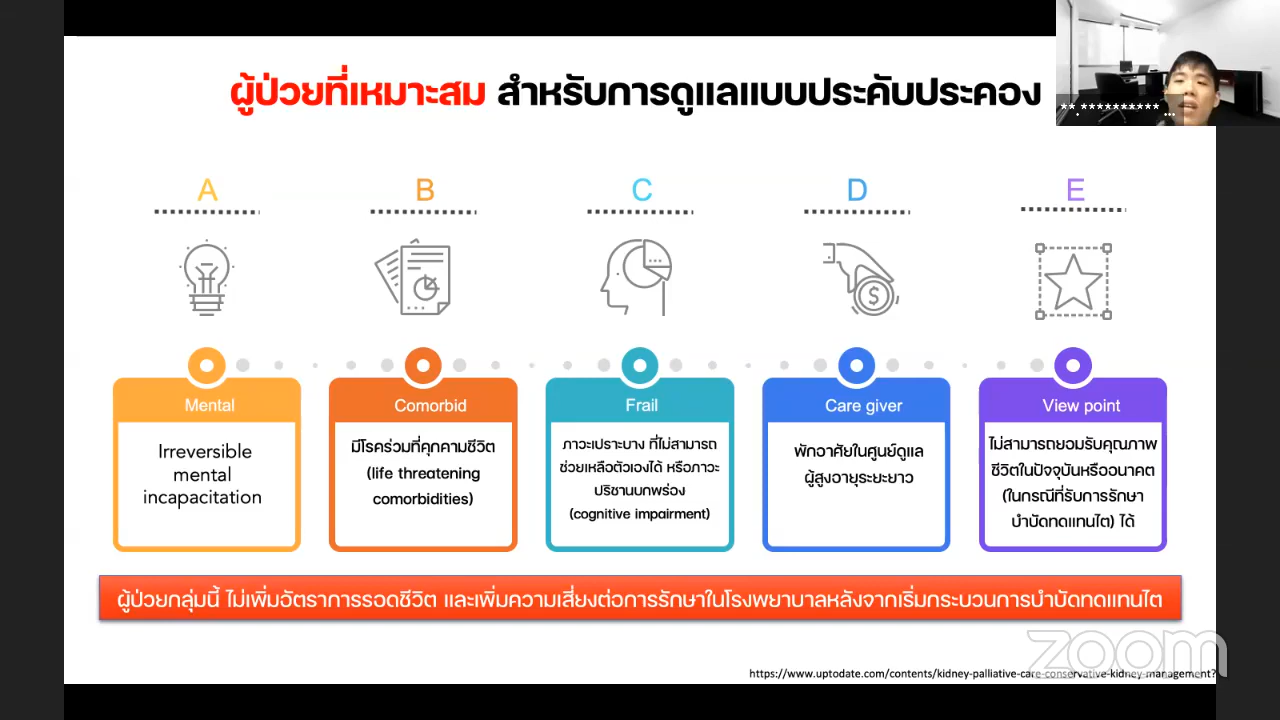 ผู้ป่วยที่เหมาะสม สำหรับการดูแลแบบประคับประคอง
**.********** ...
A
B
C
D
E
$
Mental
Irreversible
mental
incapacitation
Comorbid
มีโรคร่วมที่คุกคามชีวิต
(life threatening
comorbidities)
Frail
ภาวะเปราะบาง ที่ไม่สามารถ
ช่วยเหลือตัวเองได้ หรือภาวะ
ปริชานบกพร่อง
(cognitive impairment)
Care giver
พักอาศัยในศูนย์ดูแล
ผู้สูงอายุระยะยาว
View point
ไม่สามารถยอมรับคุณภาพ
ชีวิตในปัจจุบันหรืออนาคต
(ในกรณีที่รับการรักษา
บำบัดทดแทนไต) ได้
ผู้ป่วยกลุ่มนี้ ไม่เพิ่มอัตราการรอดชีวิต และเพิ่มความเสี่ยงต่อการรักษาในโรงพยาบาลหลังจากเริ่มกระบวนการบำบัดทดแทนไต
zoom
https://www.uptodate.com/contents/kidney-palliative-care-conservative-kidney-management?